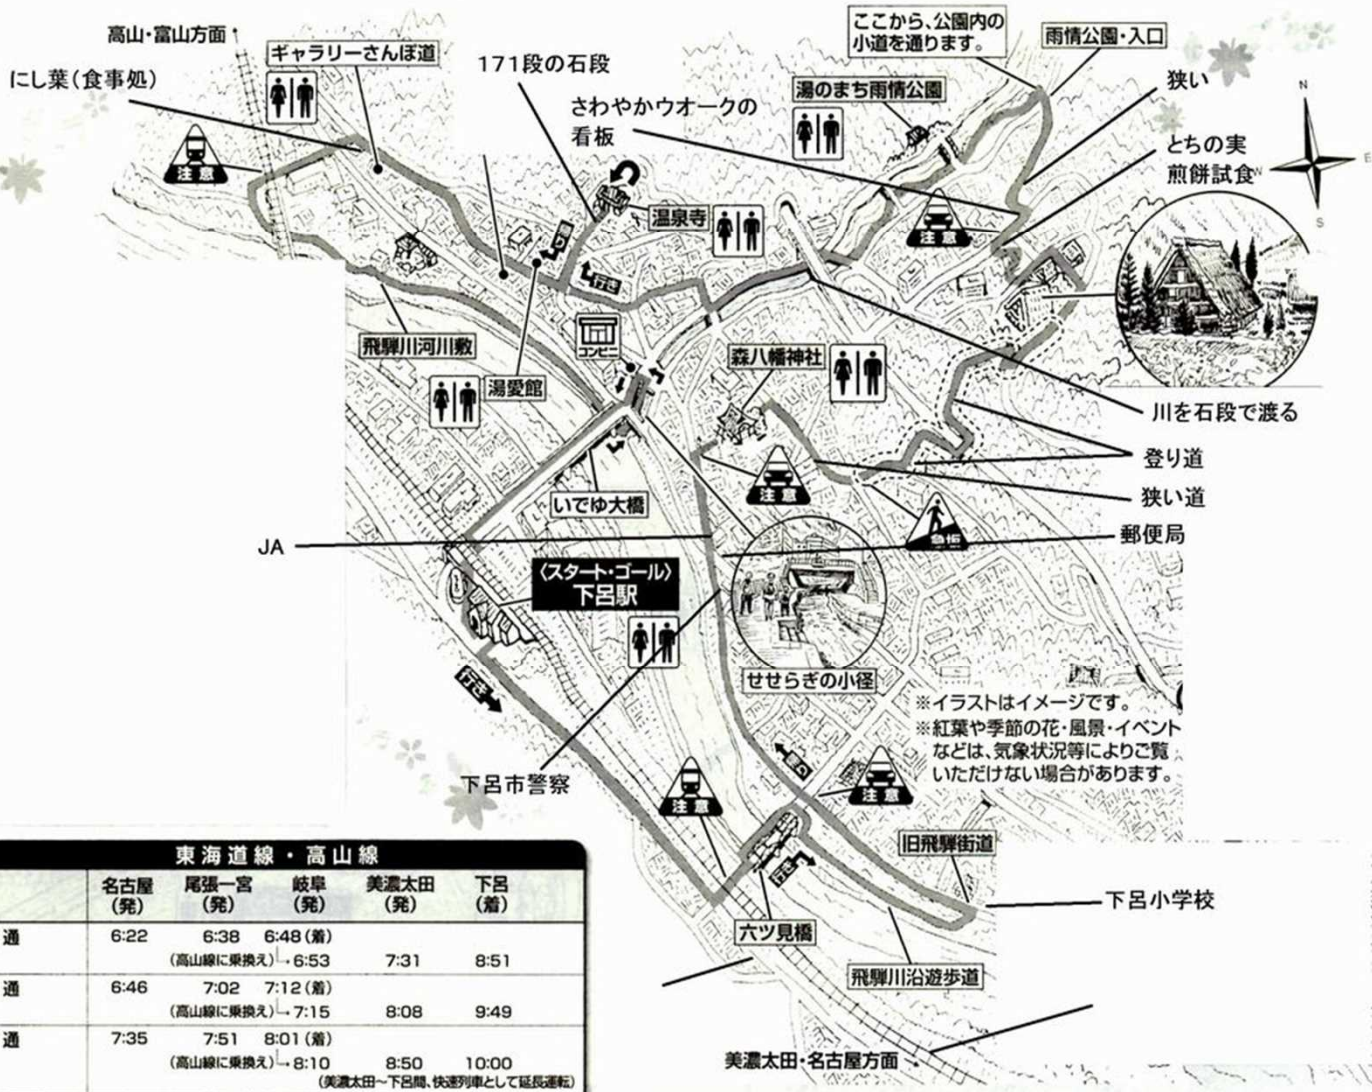 高山・富山方面
ギャラリーさんぽ道
にし葉(食事処)
171段の石段
さわやかウオークの
看板
ここから、公園内の
小道を通ります。
雨情公園・入口
湯のまち雨情公園
狭い
とちの実
煎餅試食
N
E
W
S
注意
注意
温泉寺
帰り
行き
コンビニ
飛騨川河川敷
湯愛館
森八幡神社
川を石段で渡る
登り道
注意
狭い道
いでゆ大橋
郵便局
JA
〈スタート・ゴール〉
下呂駅
せせらぎの小径
行き
※イラストはイメージです。
※紅葉や季節の花・風景・イベント
などは、気象状況等によりご覧
いただけない場合があります。
下呂市警察
注意
帰り
注意
旧飛騨街道
行き
下呂小学校
六ツ見橋
飛騨川沿遊歩道
美濃太田・名古屋方面
東海道線・高山線
名古屋(発) 尾張一宮(発) 岐阜(発) 美濃太田(発) 下呂(着)
通 6:22 6:38 6:48(着)
(高山線に乗換え)→6:53 7:31 8:51
通 6:46 7:02 7:12(着)
(高山線に乗換え)→7:15 8:08 9:49
通 7:35 7:51 8:01(着)
(高山線に乗換え)→8:10 8:50 10:00
(美濃太田~下呂間、快速列車として延長運転)